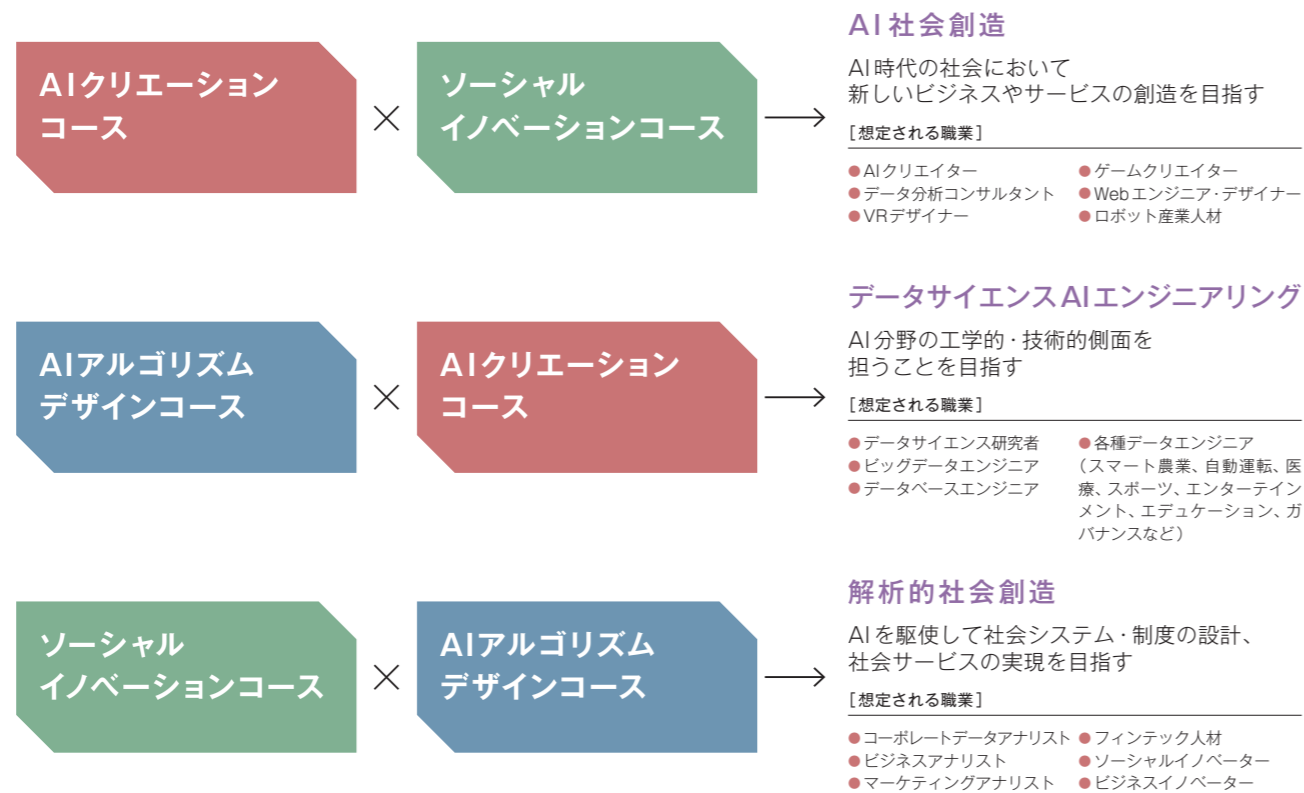 AIクリエーション
コース
×
ソーシャル
イノベーションコース
AI社会創造
AI時代の社会において
新しいビジネスやサービスの創造を目指す
[想定される職業]
●AIクリエイター
●データ分析コンサルタント
●VRデザイナー
●ゲームクリエイター
●Webエンジニア・デザイナー
●ロボット産業人材
AIアルゴリズム
デザインコース
×
AIクリエーション
コース
データサイエンスAIエンジニアリング
AI分野の工学的・技術的側面を
担うことを目指す
[想定される職業]
●データサイエンス研究者
●ビッグデータエンジニア
●データベースエンジニア
●各種データエンジニア
（スマート農業、自動運転、医
療、スポーツ、エンターテイン
メント、エデュケーション、ガ
バナンスなど）
ソーシャル
イノベーションコース
×
AIアルゴリズム
デザインコース
解析的社会創造
AIを駆使して社会システム・制度の設計、
社会サービスの実現を目指す
[想定される職業]
●コーポレートデータアナリスト
●ビジネスアナリスト
●マーケティングアナリスト
●フィンテック人材
●ソーシャルイノベーター
●ビジネスイノベーター